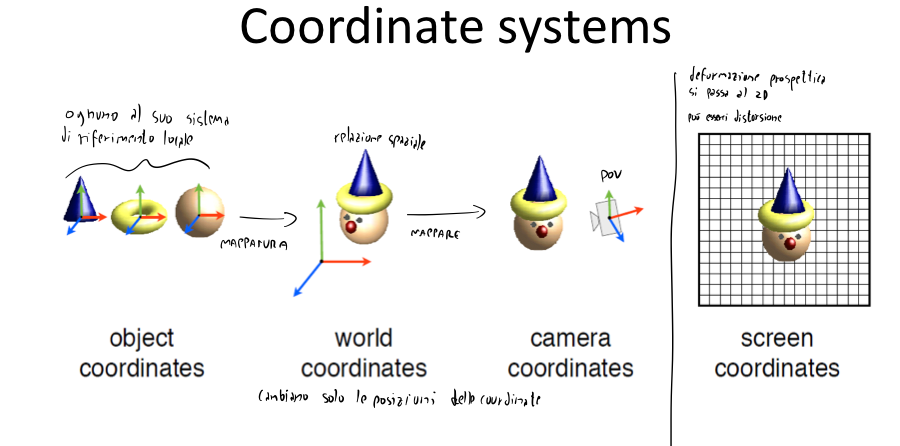 Coordinate systems
ognuno al suo sistema
di riferimento locale
relazione spaziale
POV
deformazione prospettica
si passa al 2D
può esserci distorsione
MAPPATURA
MAPPARE
object
coordinates
world
coordinates
camera
coordinates
screen
coordinates
cambiano solo le posizioni delle coordinate